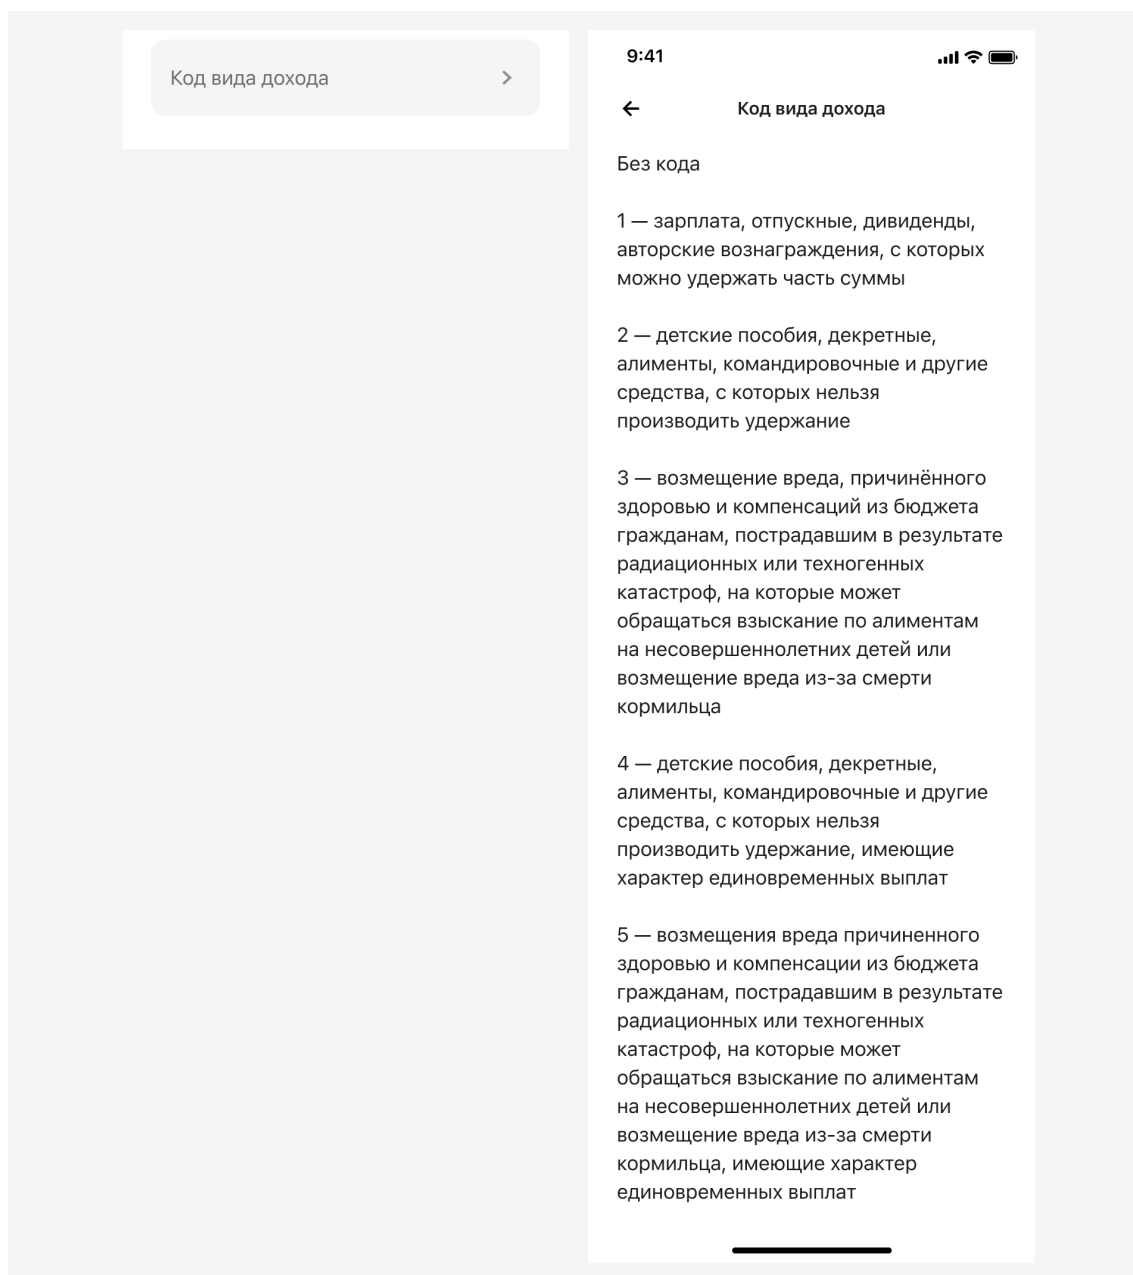 Код вида дохода
9:41
Код вида дохода
Без кода
1 — зарплата, отпускные, дивиденды,
авторские вознаграждения, с которых
можно удержать часть суммы
2 — детские пособия, декретные,
алименты, командировочные и другие
средства, с которых нельзя
производить удержание
3 — возмещение вреда, причинённого
здоровью и компенсаций из бюджета
гражданам, пострадавшим в результате
радиационных или техногенных
катастроф, на которые может
обращаться взыскание по алиментам
на несовершеннолетних детей или
возмещение вреда из-за смерти
кормильца
4 — детские пособия, декретные,
алименты, командировочные и другие
средства, с которых нельзя
производить удержание, имеющие
характер единовременных выплат
5 — возмещения вреда причиненного
здоровью и компенсации из бюджета
гражданам, пострадавшим в результате
радиационных или техногенных
катастроф, на которые может
обращаться взыскание по алиментам
на несовершеннолетних детей или
возмещение вреда из-за смерти
кормильца, имеющие характер
единовременных выплат